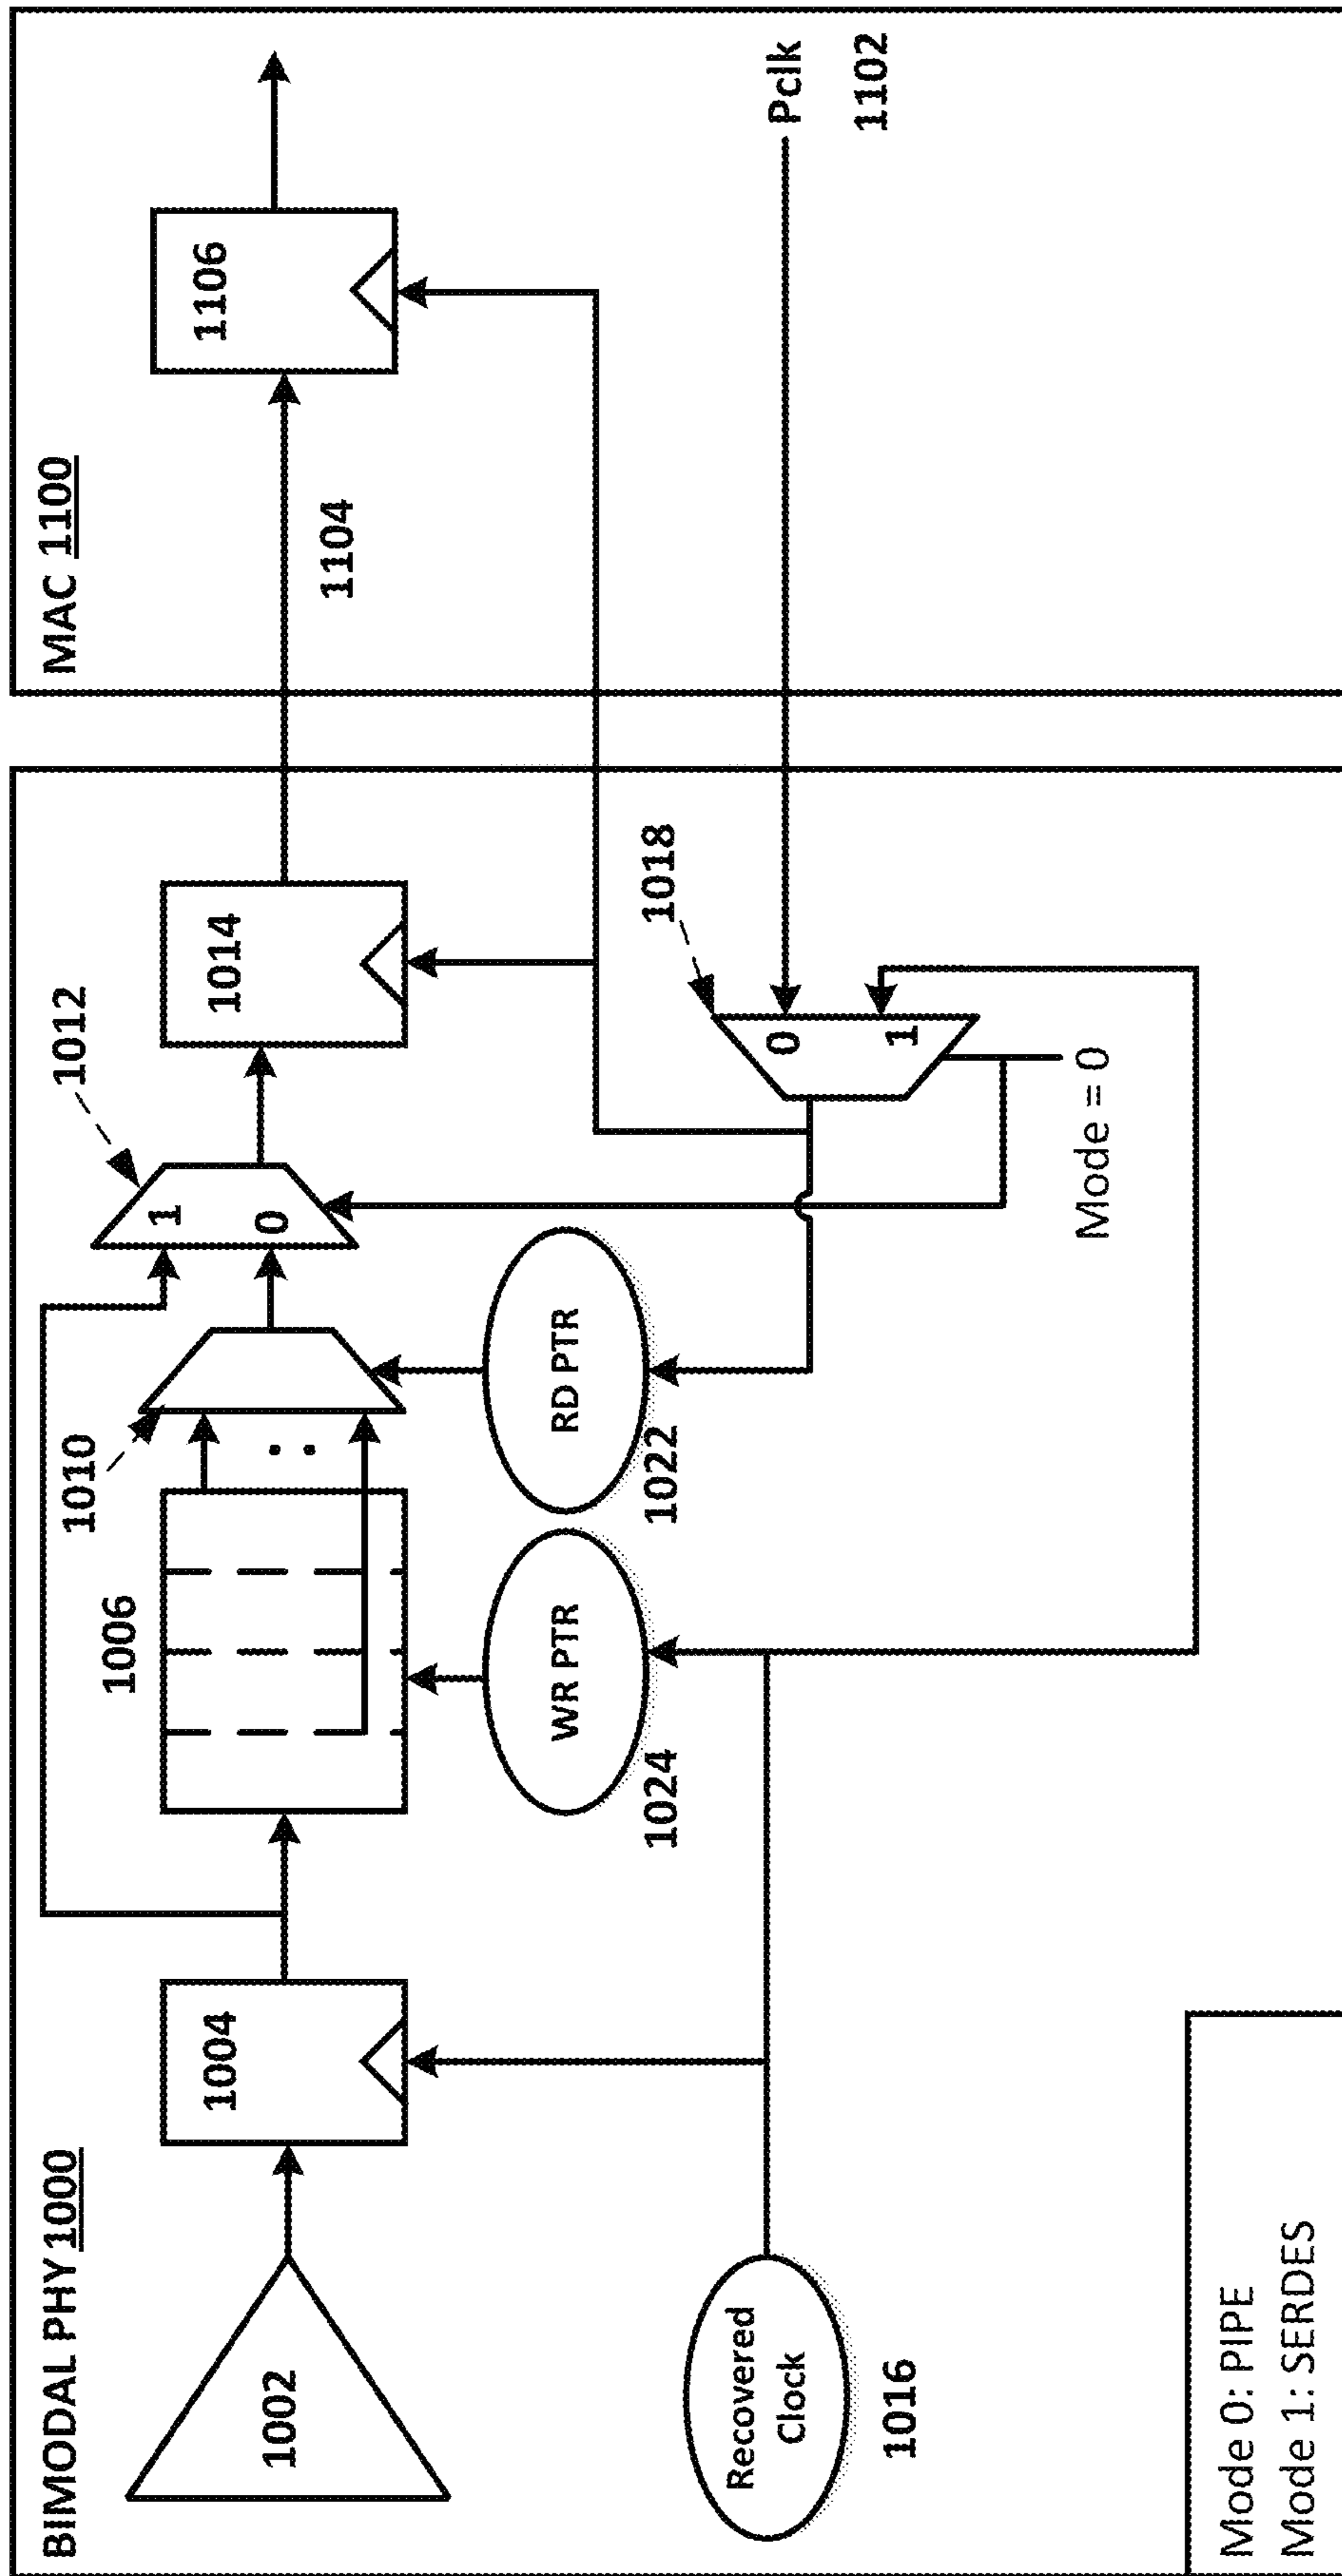 BIMODAL PHY 1000
MAC 1100
1002
1004
1006
1010
1012
1014
1104
1106
WR PTR
1024
RD PTR
1022
Recovered
Clock
1016
1018
0
1
1
0
Mode = 0
Pclk
1102
Mode 0: PIPE
Mode 1: SERDES